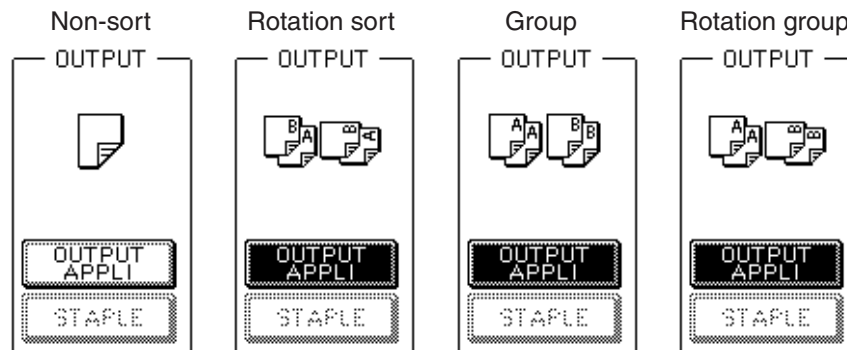 Non-sort Rotation sort Group Rotation group
OUTPUT OUTPUT OUTPUT OUTPUT
B A B A A A B B A A B B
OUTPUT OUTPUT OUTPUT OUTPUT
APPLI APPLI APPLI APPLI
STAPLE STAPLE STAPLE STAPLE